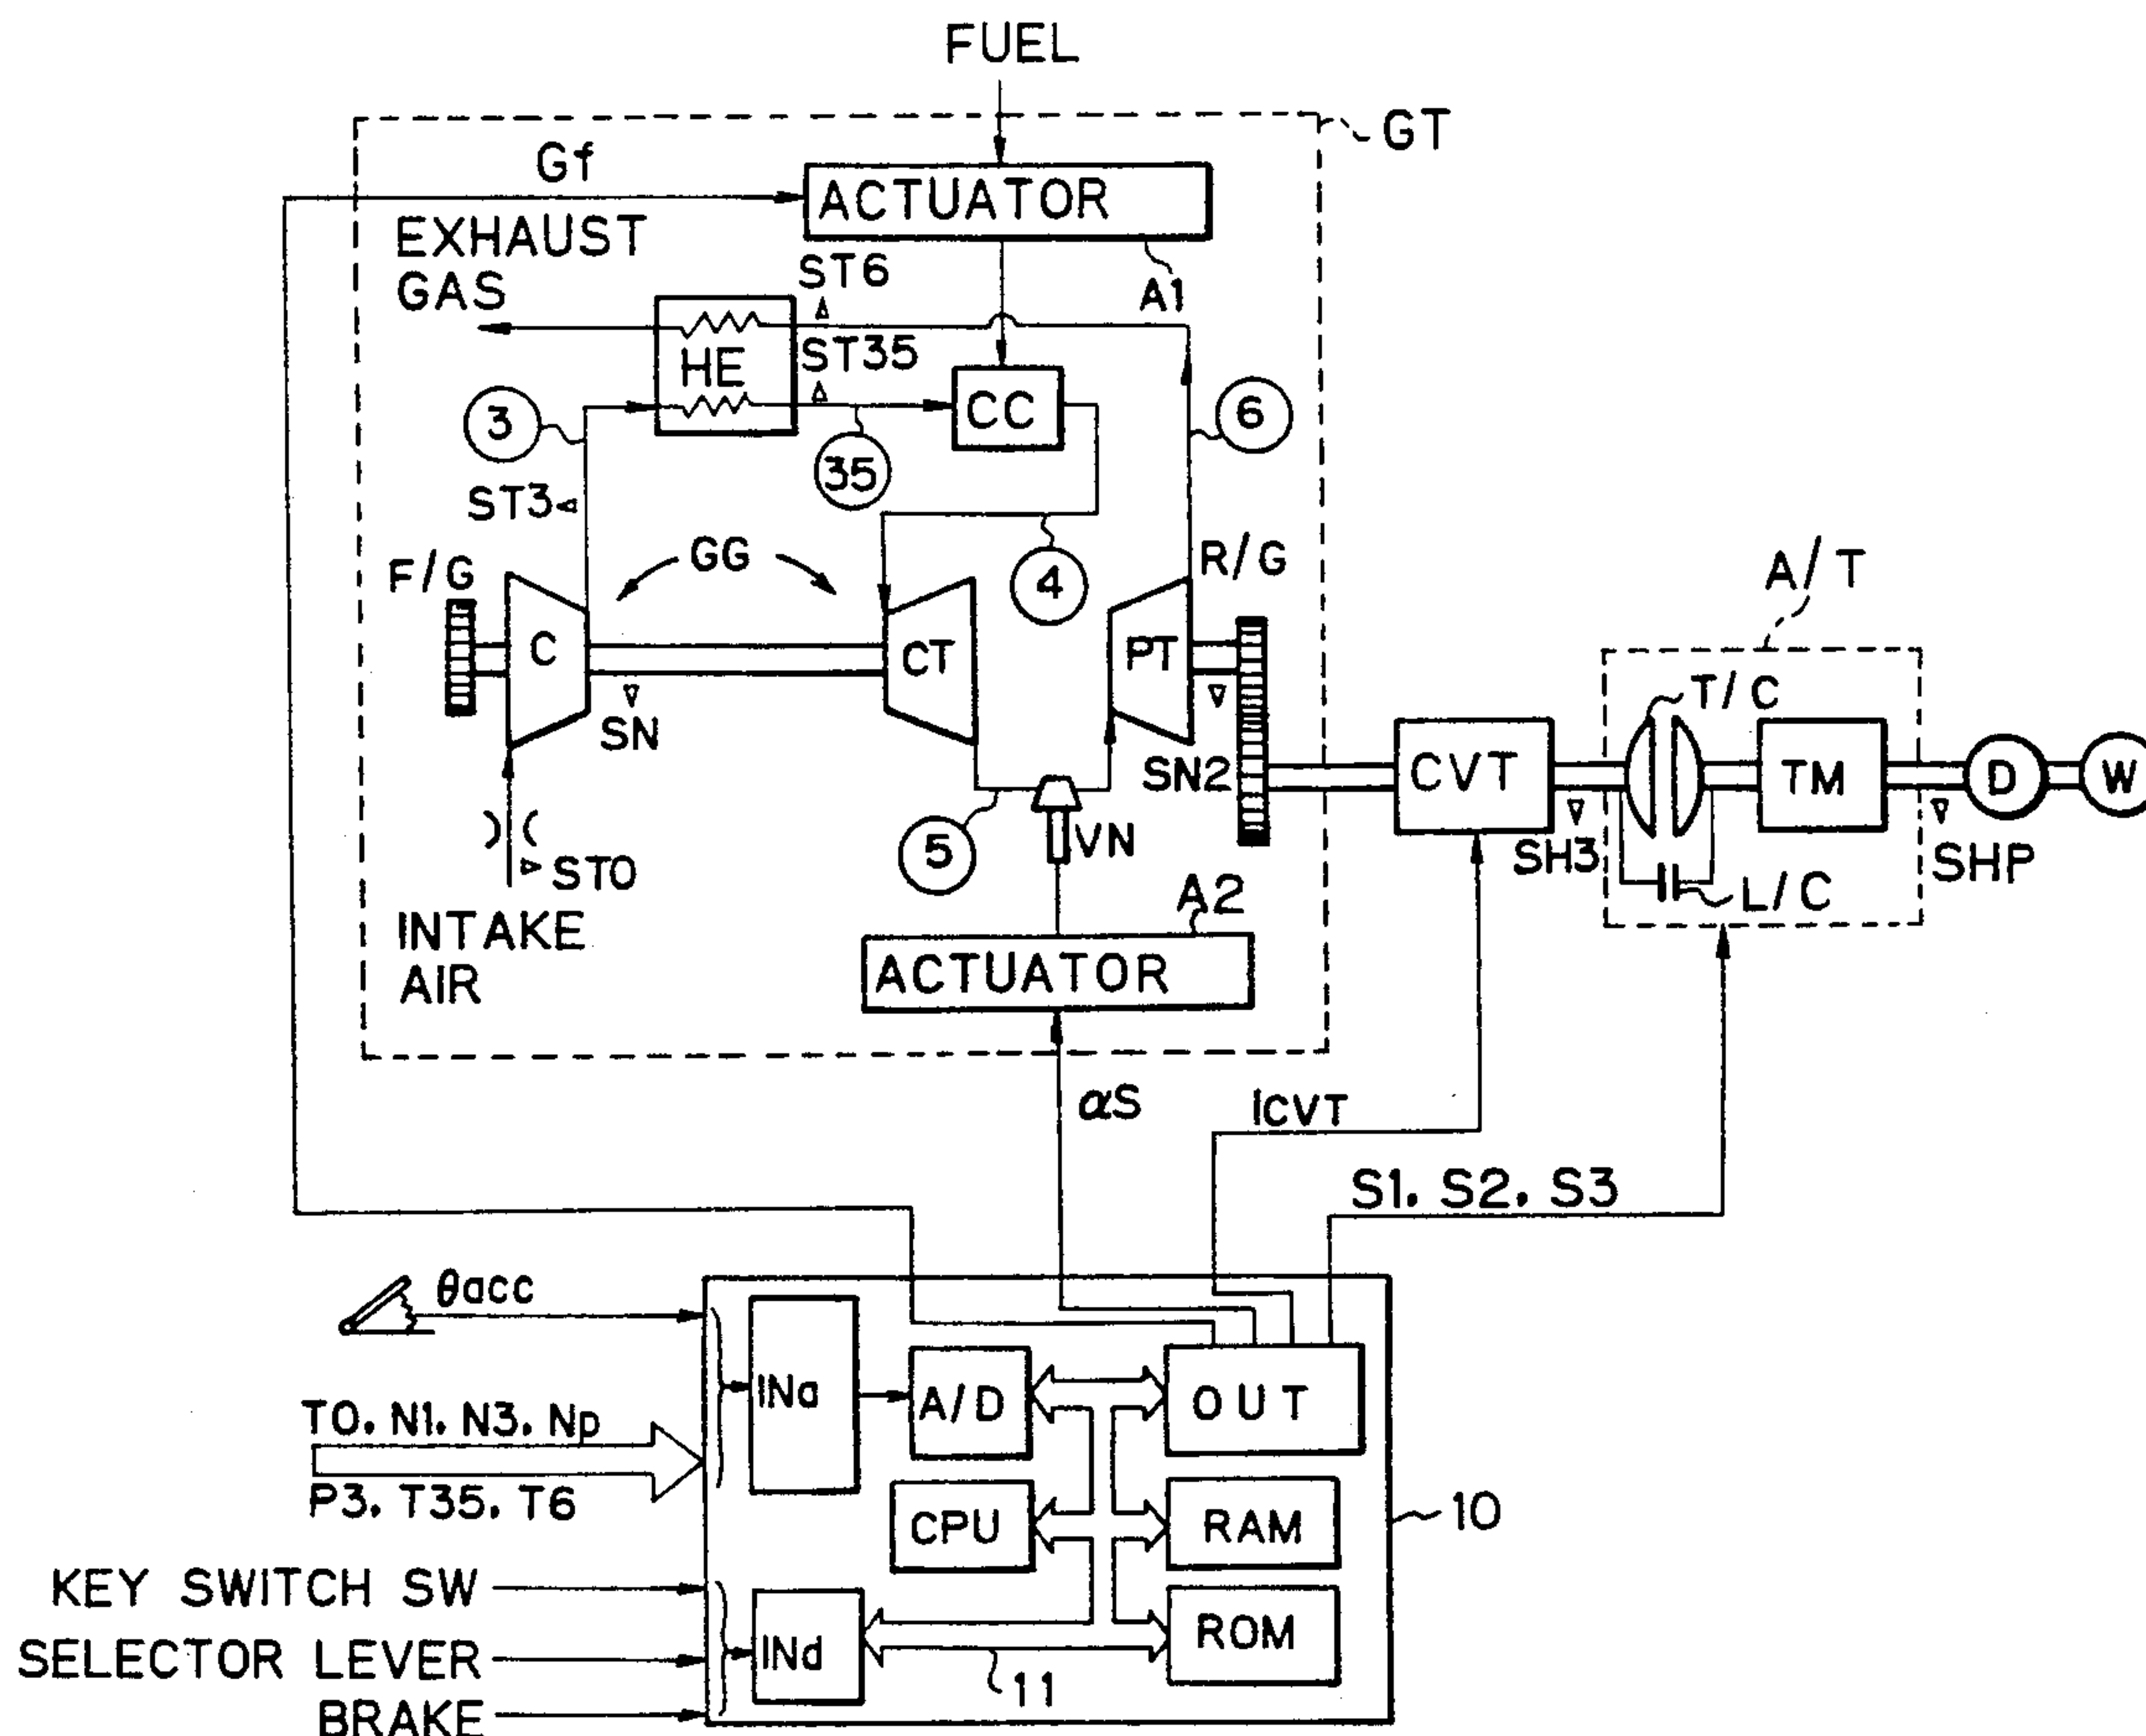 FUEL
GT
Gf
ACTUATOR
EXHAUST
GAS
ST6
A1
HE
ST35
CC
3
6
35
ST3
GG
4
R/G
F/G
A/T
C
CT
PT
T/C
SN
SN2
CVT
TM
D
W
5
VN
SH3
SHP
ST0
A2
L/C
INTAKE
AIR
ACTUATOR
αS
ICVT
S1. S2. S3
θacc
INa
A/D
OUT
T0. N1. N3. Np
P3. T35. T6
CPU
RAM
10
KEY SWITCH SW
SELECTOR LEVER
BRAKE
INd
ROM
11